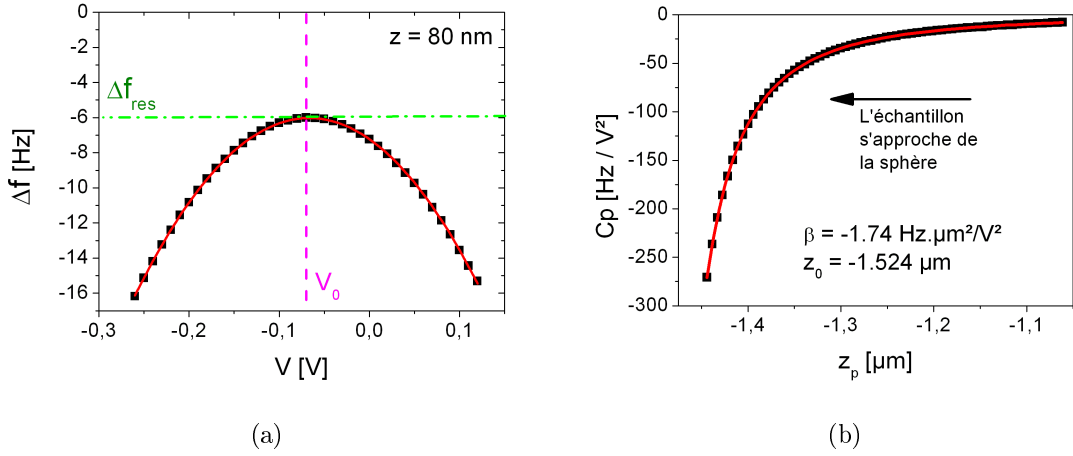 0
-2
-4
-6
-8
-10
-12
-14
-16
Δf [Hz]
z = 80 nm
Δfres
V0
-0,3
-0,2
-0,1
0,0
0,1
V [V]
(a)
0
-50
-100
-150
-200
-250
-300
Cp [Hz / V²]
L'échantillon
s'approche de
la sphère
β = -1.74 Hz.µm²/V²
z0 = -1.524 µm
-1,4
-1,3
-1,2
-1,1
zp [µm]
(b)